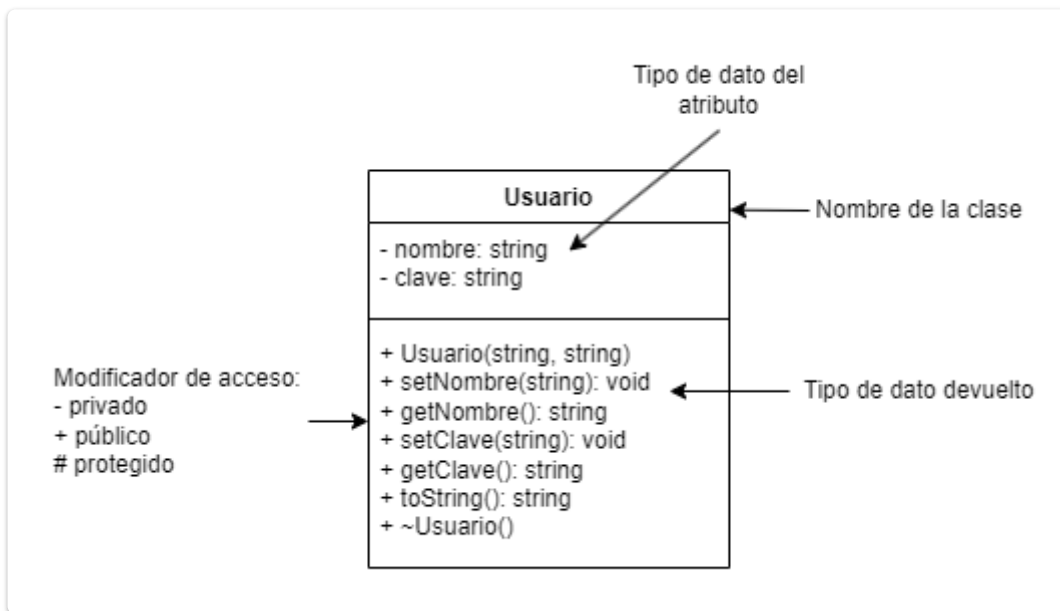 Tipo de dato del
atributo
Usuario
Nombre de la clase
- nombre: string
- clave: string
+ Usuario(string, string)
+ setNombre(string): void
+ getNombre(): string
+ setClave(string): void
+ getClave(): string
+ toString(): string
+ ~Usuario()
Modificador de acceso:
- privado
+ público
# protegido
Tipo de dato devuelto